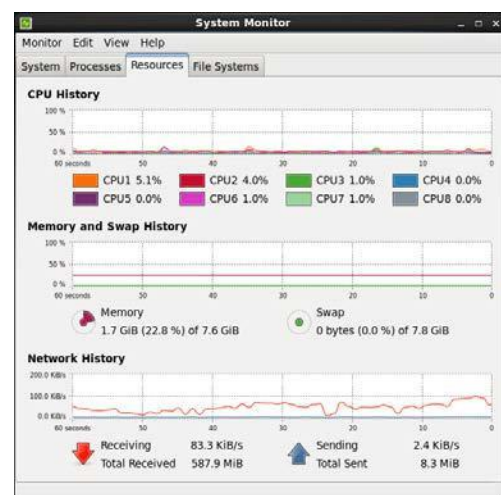 System Monitor
Monitor Edit View Help
System Processes Resources File Systems
CPU History
100 %
50 %
0 %
60 seconds 50 40 30 20 10 0
CPU1 5.1% CPU2 4.0% CPU3 1.0% CPU4 0.0%
CPU5 0.0% CPU6 1.0% CPU7 1.0% CPU8 0.0%
Memory and Swap History
100 %
50 %
0 %
60 seconds 50 40 30 20 10 0
Memory Swap
1.7 GiB (22.8 %) of 7.6 GiB 0 bytes (0.0 %) of 7.8 GiB
Network History
200.0 KiB/s
100.0 KiB/s
0.0 KiB/s
60 seconds 50 40 30 20 10 0
Receiving 83.3 KiB/s Sending 2.4 KiB/s
Total Received 587.9 MiB Total Sent 8.3 MiB